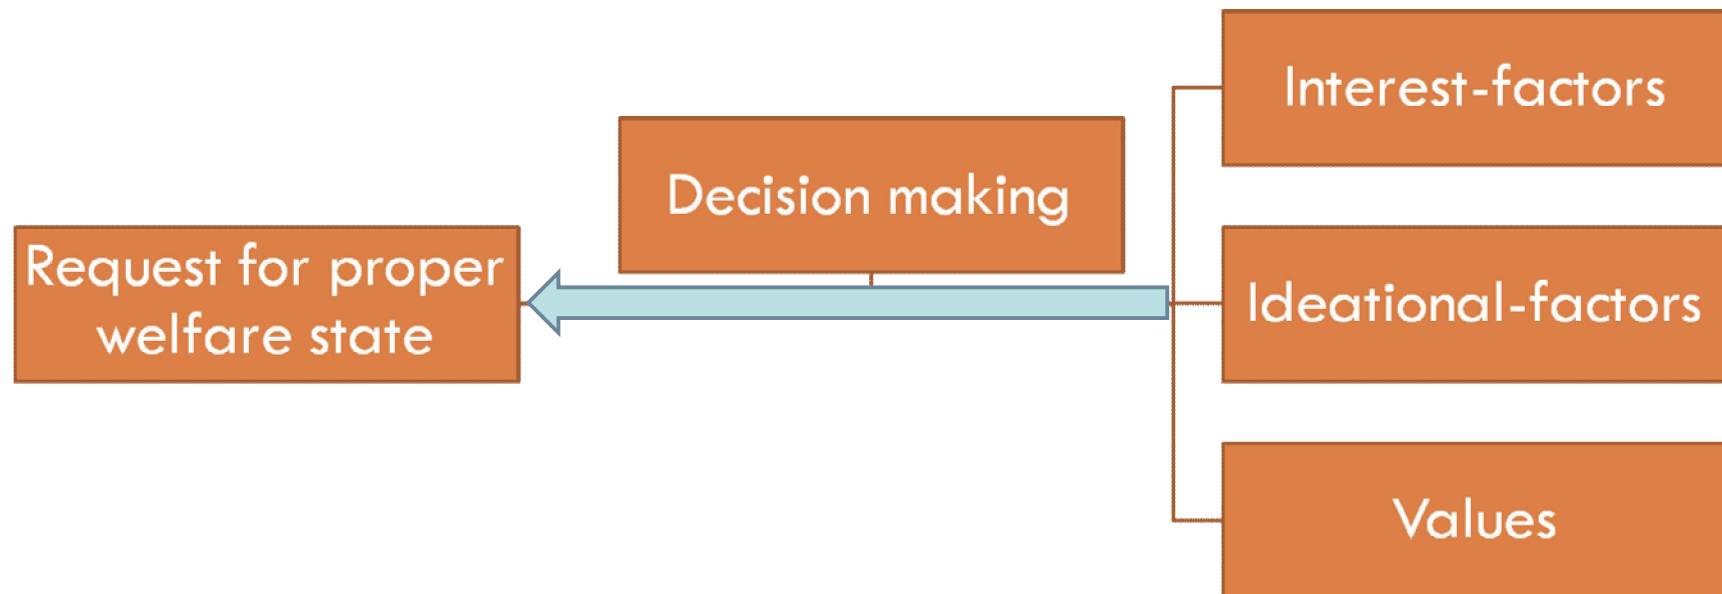 Request for proper
welfare state
Decision making
Interest-factors
Ideational-factors
Values